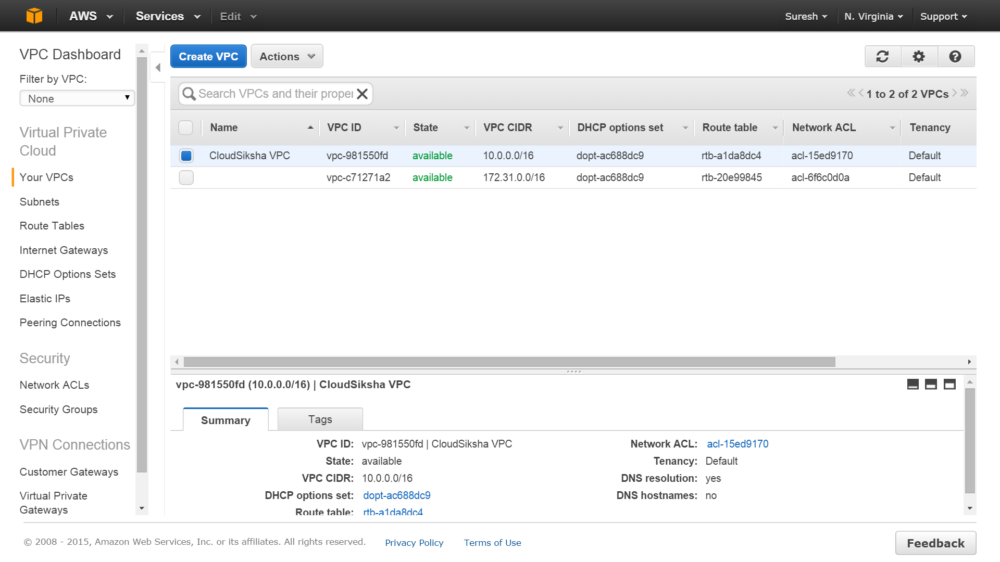 AWS Services Edit Suresh N. Virginia Support
VPC Dashboard
Filter by VPC:
None
Virtual Private
Cloud
Your VPCs
Subnets
Route Tables
Internet Gateways
DHCP Options Sets
Elastic IPs
Peering Connections
Security
Network ACLs
Security Groups
VPN Connections
Customer Gateways
Virtual Private
Gateways
Create VPC Actions
Search VPCs and their proper
1 to 2 of 2 VPCs
Name VPC ID State VPC CIDR DHCP options set Route table Network ACL Tenancy
CloudSiksha VPC vpc-981550fd available 10.0.0.0/16 dopt-ac688dc9 rtb-a1da8dc4 acl-15ed9170 Default
vpc-c71271a2 available 172.31.0.0/16 dopt-ac688dc9 rtb-20e99845 acl-6f6c0d0a Default
vpc-981550fd (10.0.0.0/16) | CloudSiksha VPC
Summary Tags
VPC ID: vpc-981550fd | CloudSiksha VPC Network ACL: acl-15ed9170
State: available Tenancy: Default
VPC CIDR: 10.0.0.0/16 DNS resolution: yes
DHCP options set: dopt-ac688dc9 DNS hostnames: no
Route table: rtb-a1da8dc4
© 2008 - 2015, Amazon Web Services, Inc. or its affiliates. All rights reserved. Privacy Policy Terms of Use Feedback